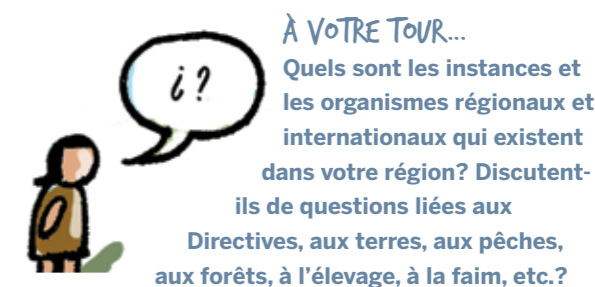 À VOTRE TOUR...
¿ ?
Quels sont les instances et
les organismes régionaux et
internationaux qui existent
dans votre région? Discutent-
ils de questions liées aux
Directives, aux terres, aux pêches,
aux forêts, à l'élevage, à la faim, etc.?